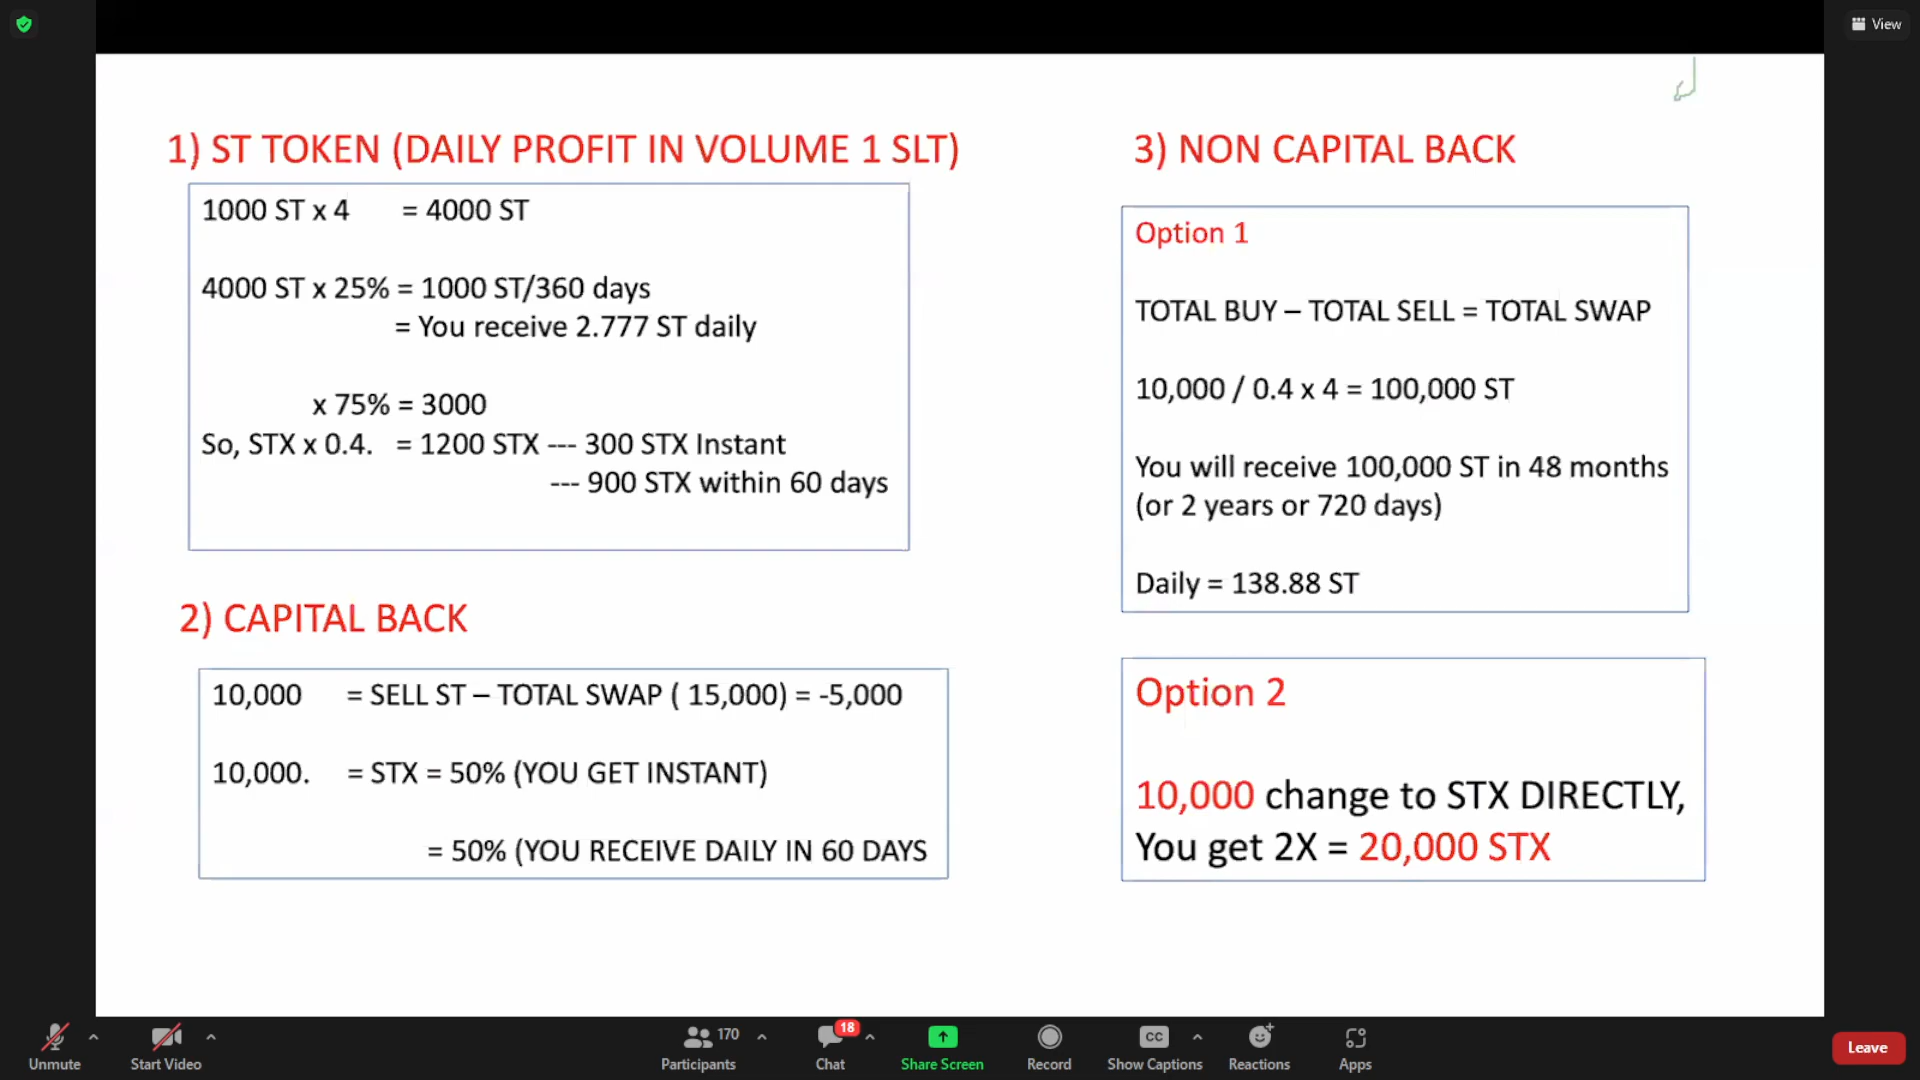 View
1) ST TOKEN (DAILY PROFIT IN VOLUME 1 SLT)
1000 ST x 4 = 4000 ST
4000 ST x 25% = 1000 ST/360 days
= You receive 2.777 ST daily
x 75% = 3000
So, STX x 0.4. = 1200 STX --- 300 STX Instant
--- 900 STX within 60 days
2) CAPITAL BACK
10,000 = SELL ST – TOTAL SWAP ( 15,000) = -5,000
10,000. = STX = 50% (YOU GET INSTANT)
= 50% (YOU RECEIVE DAILY IN 60 DAYS
3) NON CAPITAL BACK
Option 1
TOTAL BUY – TOTAL SELL = TOTAL SWAP
10,000 / 0.4 x 4 = 100,000 ST
You will receive 100,000 ST in 48 months
(or 2 years or 720 days)
Daily = 138.88 ST
Option 2
10,000 change to STX DIRECTLY,
You get 2X = 20,000 STX
Unmute
Start Video
170
Participants
18
Chat
Share Screen
Record
CC
Show Captions
Reactions
Apps
Leave